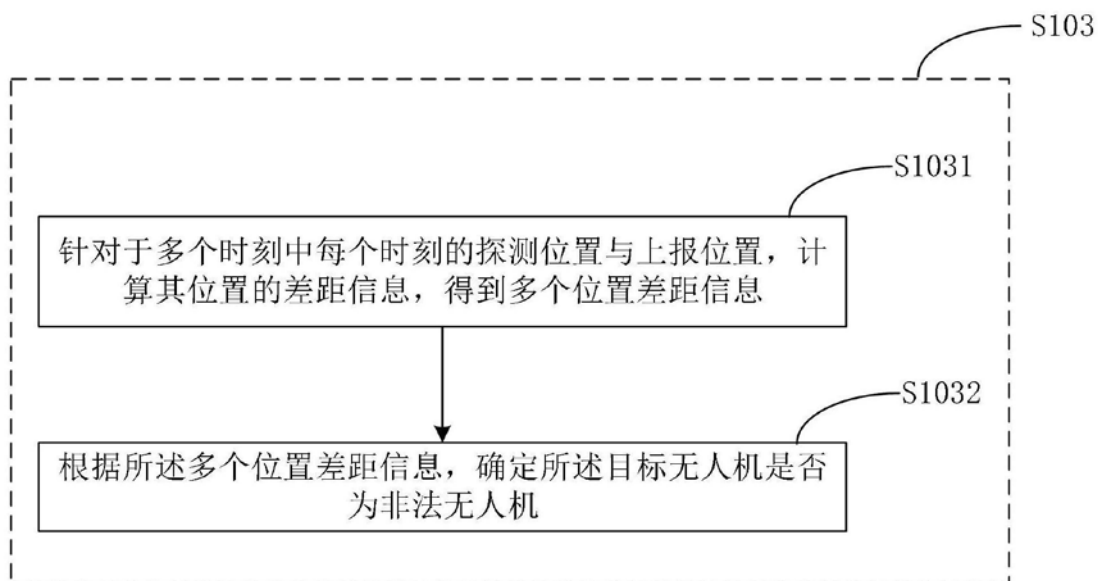 S103
S1031
针对于多个时刻中每个时刻的探测位置与上报位置，计
算其位置的差距信息，得到多个位置差距信息
S1032
根据所述多个位置差距信息，确定所述目标无人机是否
为非法无人机